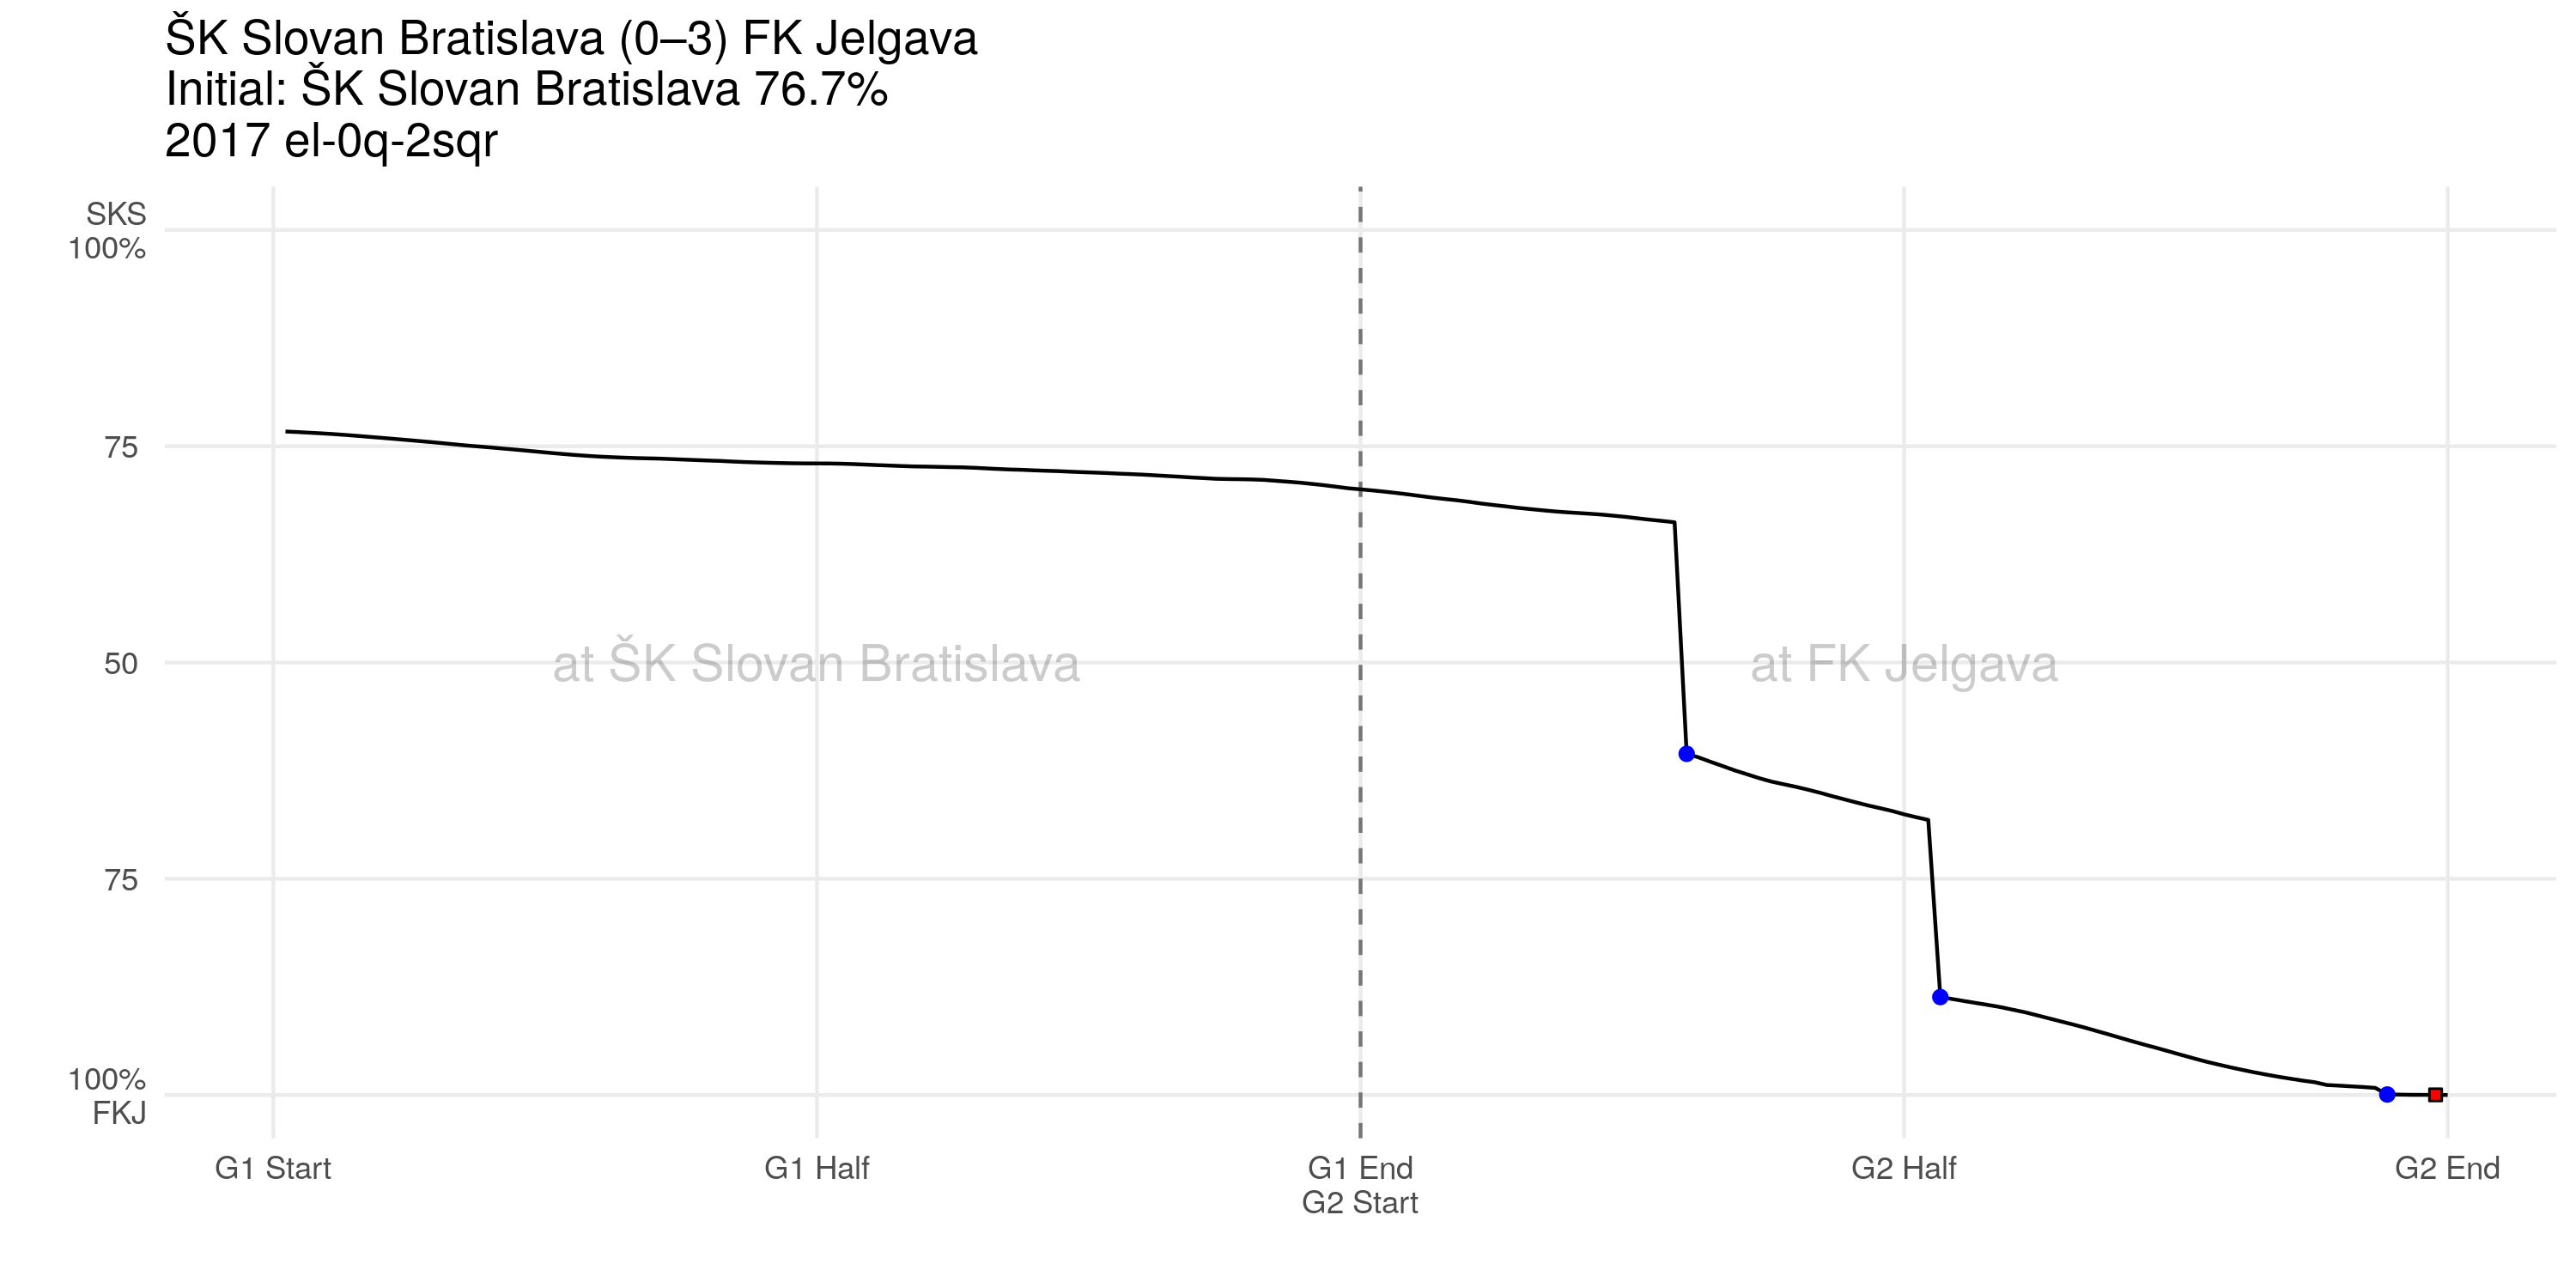 ŠK Slovan Bratislava (0–3) FK Jelgava
Initial: ŠK Slovan Bratislava 76.7%
2017 el-0q-2sqr
SKS
100%
75
50
75
100%
FKJ
at ŠK Slovan Bratislava
at FK Jelgava
G1 Start
G1 Half
G1 End
G2 Start
G2 Half
G2 End